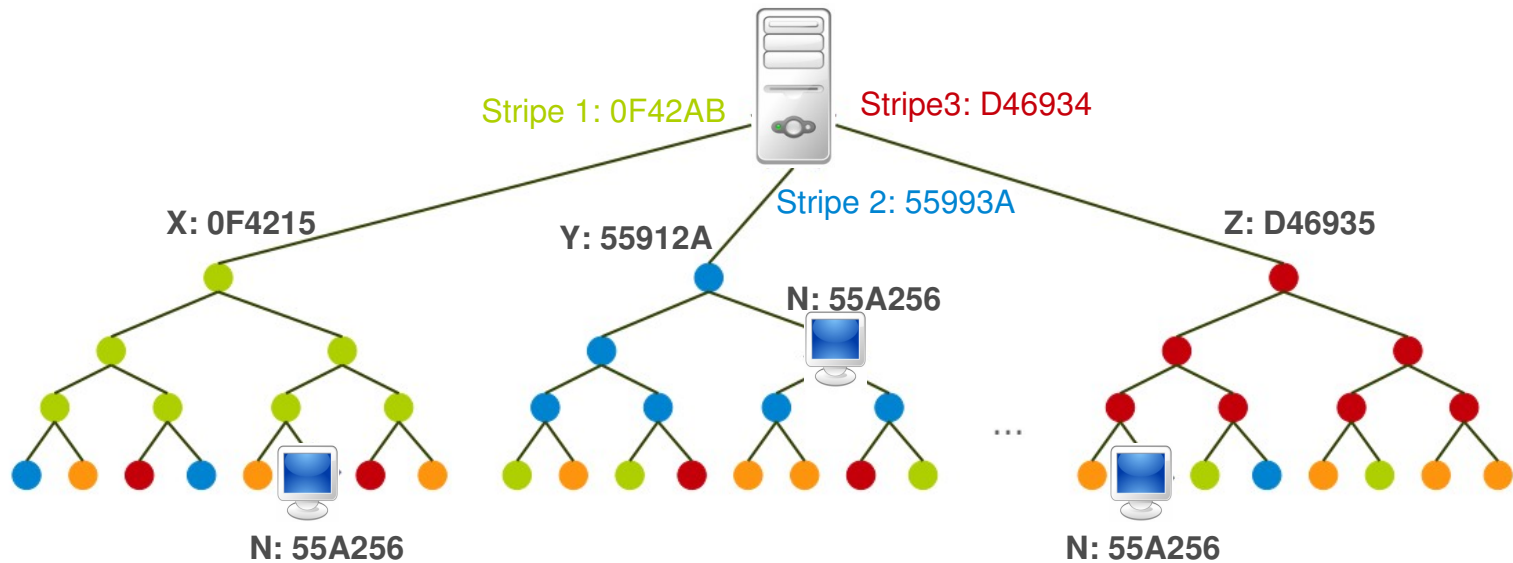 Stripe 1: 0F42AB
Stripe3: D46934
Stripe 2: 55993A
X: 0F4215
Y: 55912A
Z: D46935
N: 55A256
...
N: 55A256
N: 55A256